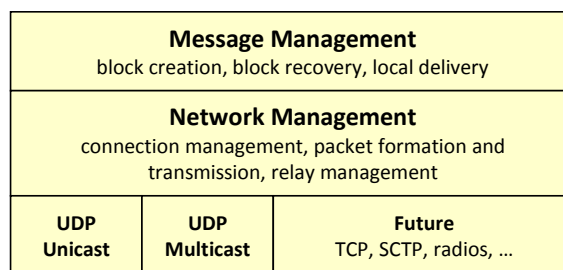 Message Management
block creation, block recovery, local delivery
Network Management
connection management, packet formation and
transmission, relay management
UDP
Unicast
UDP
Multicast
Future
TCP, SCTP, radios, ...